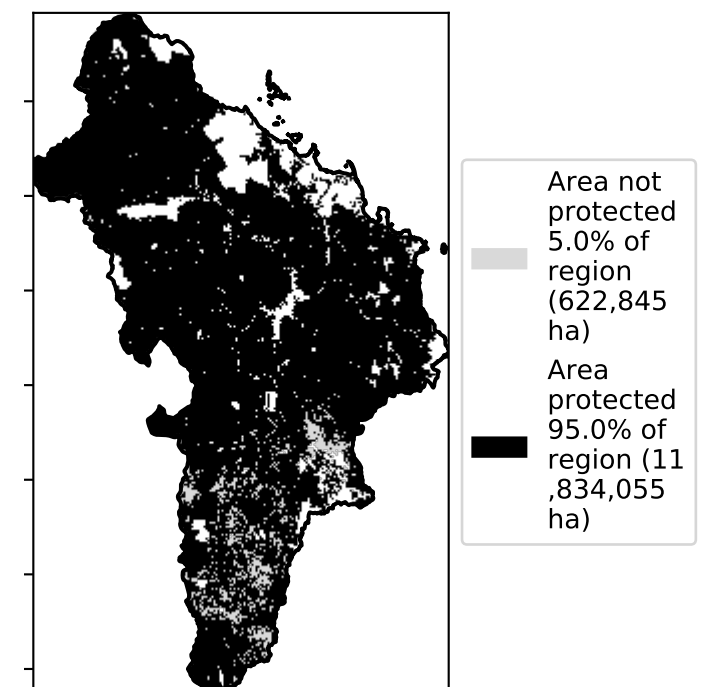 Area not
protected
5.0% of
region
(622,845
ha)
Area
protected
95.0% of
region (11
,834,055
ha)